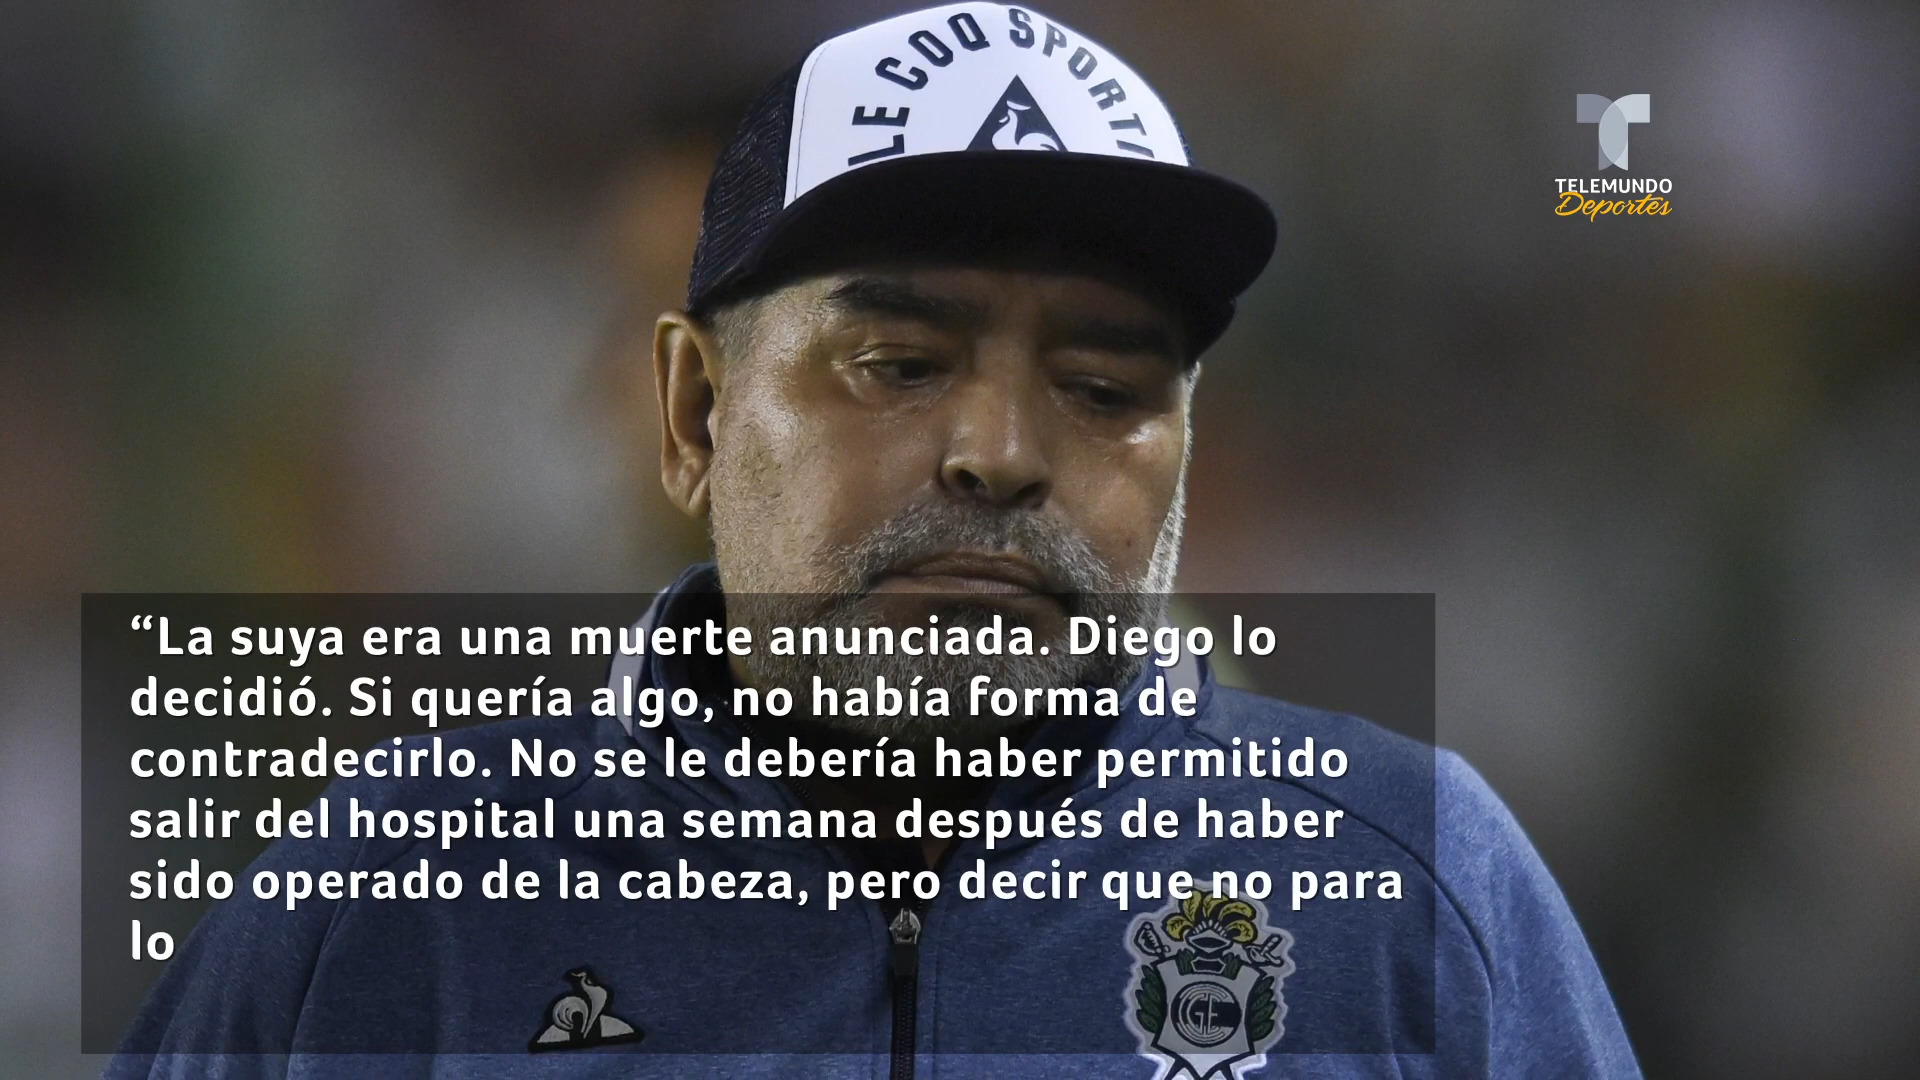 LE COQ SPORTI
TELEMUNDO
Deportes
“La suya era una muerte anunciada. Diego lo
decidió. Si quería algo, no había forma de
contradecirlo. No se le debería haber permitido
salir del hospital una semana después de haber
sido operado de la cabeza, pero decir que no para
lo
GE